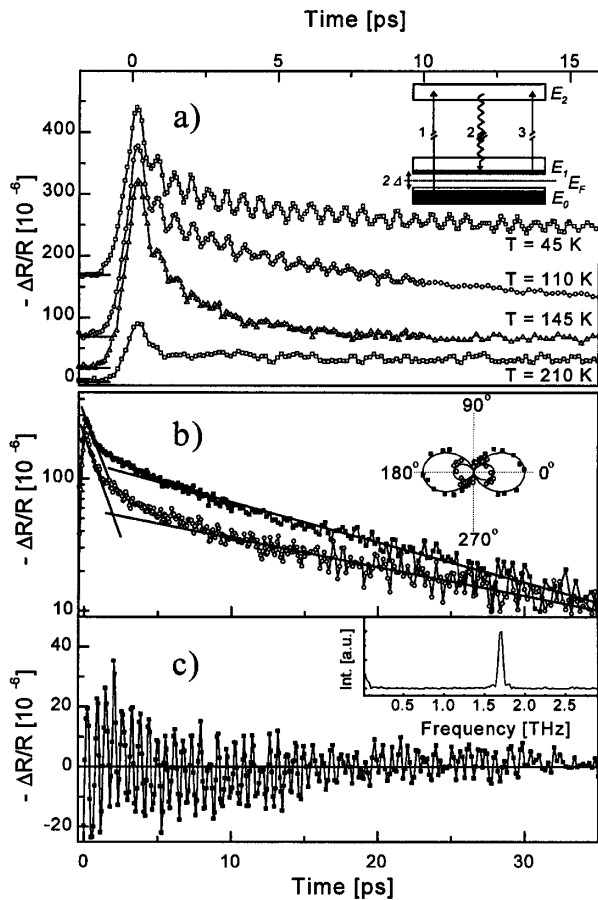 Time [ps]
0 5 10 15
400
300
200
100
0
- ΔR/R [10⁻⁶]
a)
1 2 3
E₂
E₁
E_F
E₀
2Δ
T = 45 K
T = 110 K
T = 145 K
T = 210 K
b)
100
10
- ΔR/R [10⁻⁶]
90°
180° 0°
270°
c)
40
20
0
-20
- ΔR/R [10⁻⁶]
Int. [a.u.]
0.5 1.0 1.5 2.0 2.5
Frequency [THz]
0 10 20 30
Time [ps]